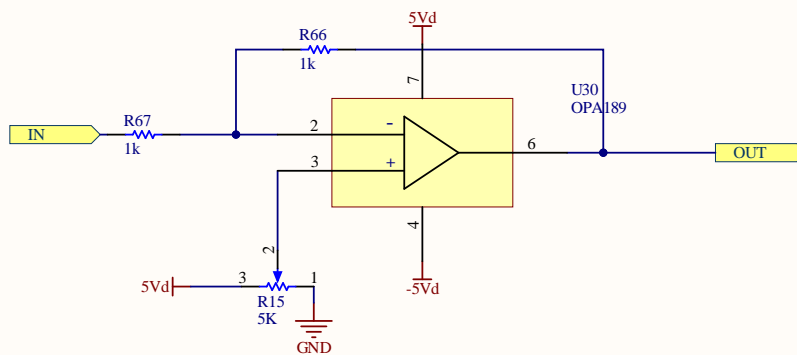 5Vd
R66
1k
7
U30
OPA189
IN
R67
1k
2
-
3
+
6
OUT
4
2
5Vd
3
1
R15
5K
-5Vd
GND